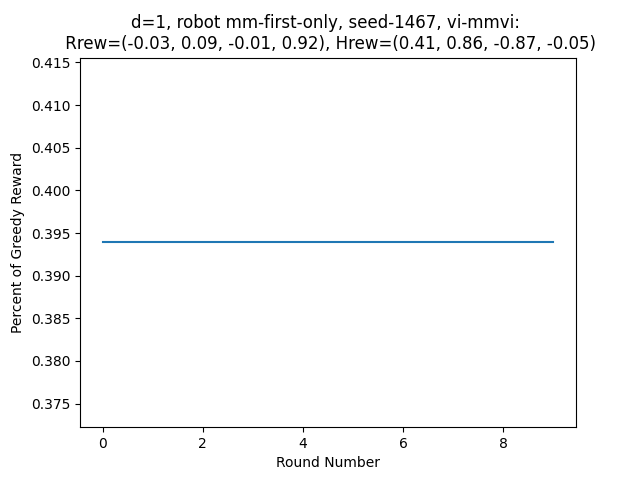 d=1, robot mm-first-only, seed-1467, vi-mmvi:
Rrew=(-0.03, 0.09, -0.01, 0.92), Hrew=(0.41, 0.86, -0.87, -0.05)
0.415
0.410
0.405
0.400
0.395
0.390
0.385
0.380
0.375
Percent of Greedy Reward
0 2 4 6 8
Round Number